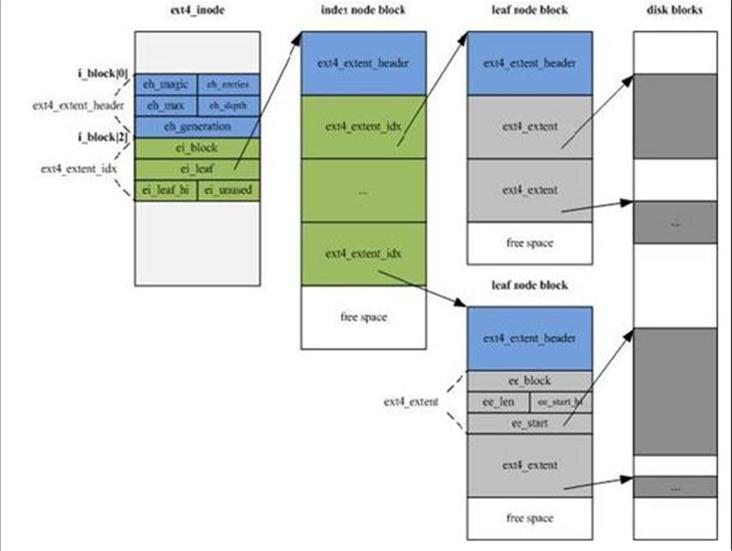 ext4_inode
index node block
leaf node block
disk blocks
i_block[0]
ext4_extent_header
i_block[2]
ext4_extent_idx
eh_magic
eh_entries
eh_max
eh_depth
eh_generation
ei_block
ei_leaf
ei_leaf_hi
ei_unused
ext4_extent_header
ext4_extent_idx
...
ext4_extent_idx
free space
ext4_extent_header
ext4_extent
ext4_extent
free space
leaf node block
ext4_extent_header
ext4_extent
ee_block
ee_len
ee_start_hi
ee_start
ext4_extent
free space
...
...